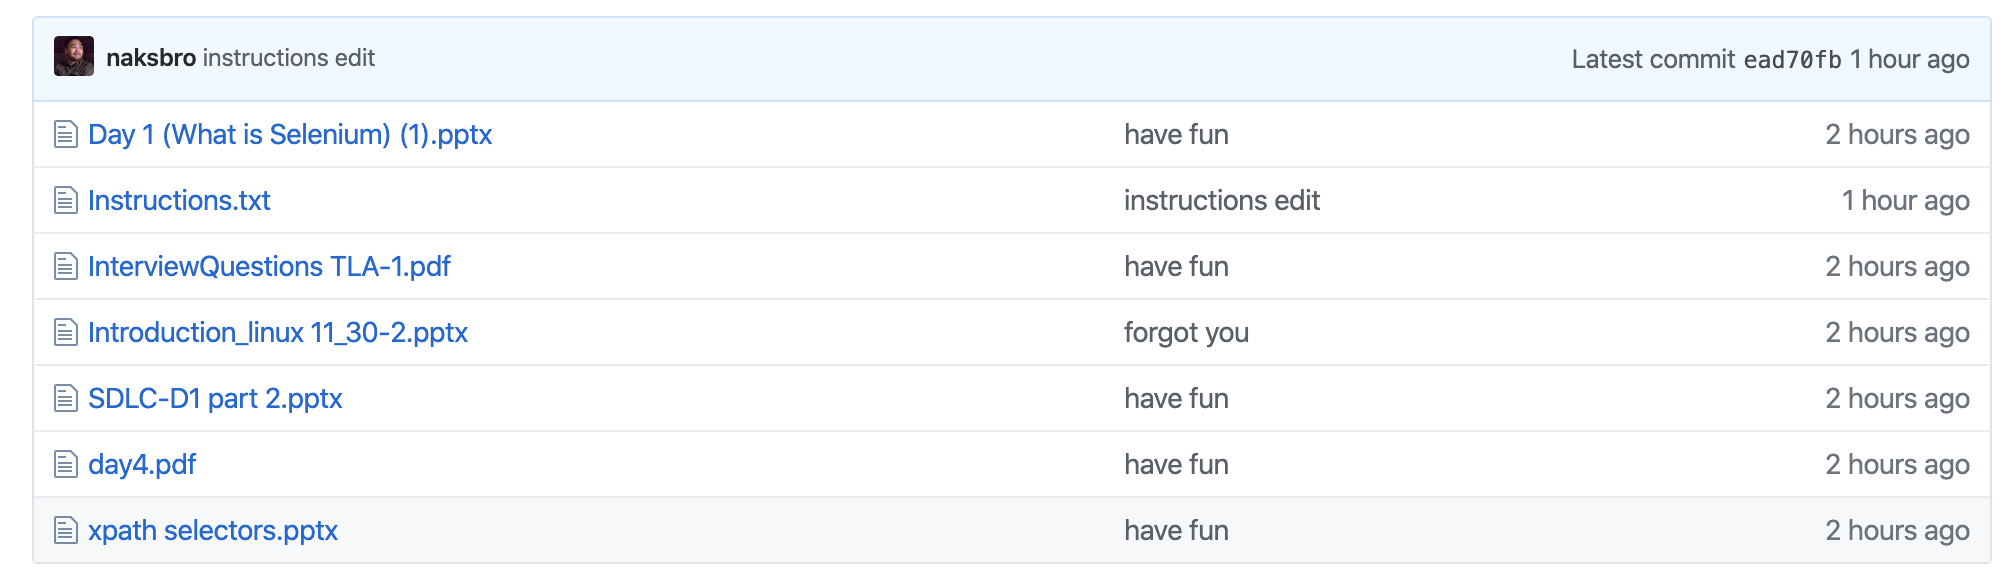 naksbro instructions edit Latest commit ead70fb 1 hour ago
Day 1 (What is Selenium) (1).pptx have fun 2 hours ago
Instructions.txt instructions edit 1 hour ago
InterviewQuestions TLA-1.pdf have fun 2 hours ago
Introduction_linux 11_30-2.pptx forgot you 2 hours ago
SDLC-D1 part 2.pptx have fun 2 hours ago
day4.pdf have fun 2 hours ago
xpath selectors.pptx have fun 2 hours ago